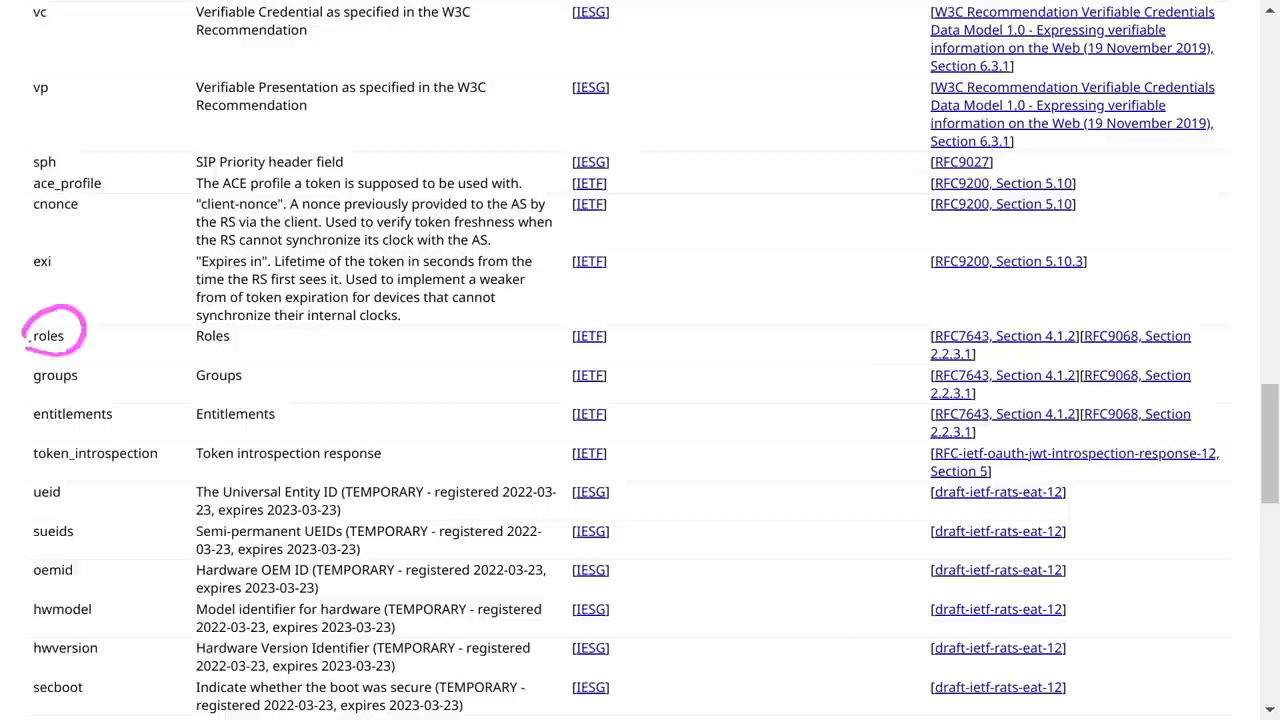 vc Verifiable Credential as specified in the W3C [IESG] [W3C Recommendation Verifiable Credentials
Recommendation Data Model 1.0 - Expressing verifiable
information on the Web (19 November 2019),
Section 6.3.1]
vp Verifiable Presentation as specified in the W3C [IESG] [W3C Recommendation Verifiable Credentials
Recommendation Data Model 1.0 - Expressing verifiable
information on the Web (19 November 2019),
Section 6.3.1]
sph SIP Priority header field [IESG] [RFC9027]
ace_profile The ACE profile a token is supposed to be used with. [IETF] [RFC9200, Section 5.10]
cnonce "client-nonce". A nonce previously provided to the AS by [IETF] [RFC9200, Section 5.10]
the RS via the client. Used to verify token freshness when
the RS cannot synchronize its clock with the AS.
exi "Expires in". Lifetime of the token in seconds from the [IETF] [RFC9200, Section 5.10.3]
time the RS first sees it. Used to implement a weaker
from of token expiration for devices that cannot
synchronize their internal clocks.
roles Roles [IETF] [RFC7643, Section 4.1.2][RFC9068, Section
2.2.3.1]
groups Groups [IETF] [RFC7643, Section 4.1.2][RFC9068, Section
2.2.3.1]
entitlements Entitlements [IETF] [RFC7643, Section 4.1.2][RFC9068, Section
2.2.3.1]
token_introspection Token introspection response [IETF] [RFC-ietf-oauth-jwt-introspection-response-12,
Section 5]
ueid The Universal Entity ID (TEMPORARY - registered 2022-03- [IESG] [draft-ietf-rats-eat-12]
23, expires 2023-03-23)
sueids Semi-permanent UEIDs (TEMPORARY - registered 2022- [IESG] [draft-ietf-rats-eat-12]
03-23, expires 2023-03-23)
oemid Hardware OEM ID (TEMPORARY - registered 2022-03-23, [IESG] [draft-ietf-rats-eat-12]
expires 2023-03-23)
hwmodel Model identifier for hardware (TEMPORARY - registered [IESG] [draft-ietf-rats-eat-12]
2022-03-23, expires 2023-03-23)
hwversion Hardware Version Identifier (TEMPORARY - registered [IESG] [draft-ietf-rats-eat-12]
2022-03-23, expires 2023-03-23)
secboot Indicate whether the boot was secure (TEMPORARY - [IESG] [draft-ietf-rats-eat-12]
registered 2022-03-23, expires 2023-03-23)